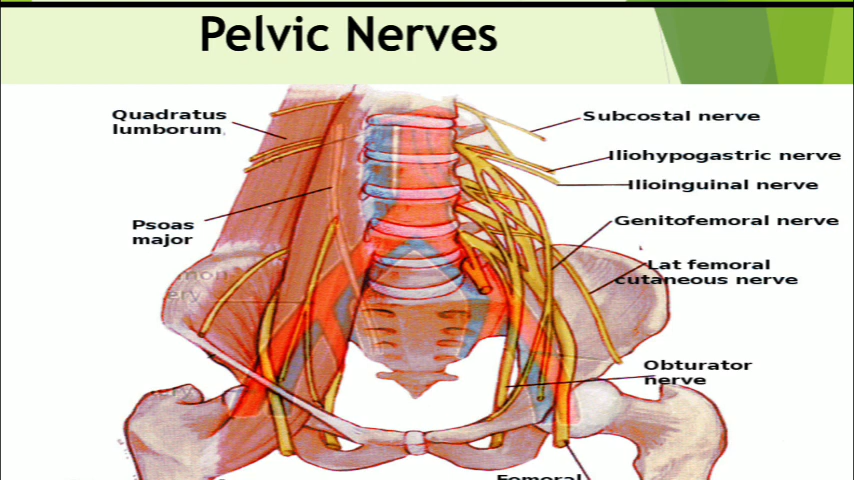 Pelvic Nerves
Quadratus
lumborum,
Subcostal nerve
Iliohypogastric nerve
Ilioinguinal nerve
Psoas
major
Genitofemoral nerve
Lat femoral
cutaneous nerve
Obturator
nerve
Femoral